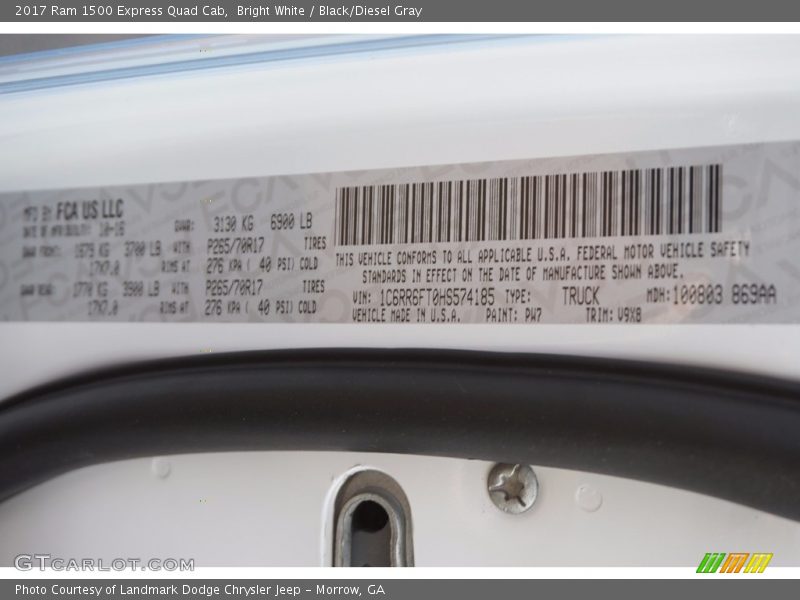 2017 Ram 1500 Express Quad Cab,  Bright White / Black/Diesel Gray
MFD BY FCA US LLC
DATE OF MFR 10-16 GVWR: 3130 KG 6900 LB
GAWR FRONT: 1679 KG 3700 LB WITH P265/70R17 TIRES
17X7.0 RIMS AT 276 KPA ( 40 PSI) COLD
GAWR REAR: 1770 KG 3900 LB WITH P265/70R17 TIRES
17X7.0 RIMS AT 276 KPA ( 40 PSI) COLD
THIS VEHICLE CONFORMS TO ALL APPLICABLE U.S.A. FEDERAL MOTOR VEHICLE SAFETY
STANDARDS IN EFFECT ON THE DATE OF MANUFACTURE SHOWN ABOVE.
VIN: 1C6RR6FT0HS574185 TYPE: TRUCK MDH: 100803 869AA
VEHICLE MADE IN U.S.A. PAINT: PW7 TRIM: V9X8
GTCARLOT.COM
Photo Courtesy of Landmark Dodge Chrysler Jeep – Morrow, GA